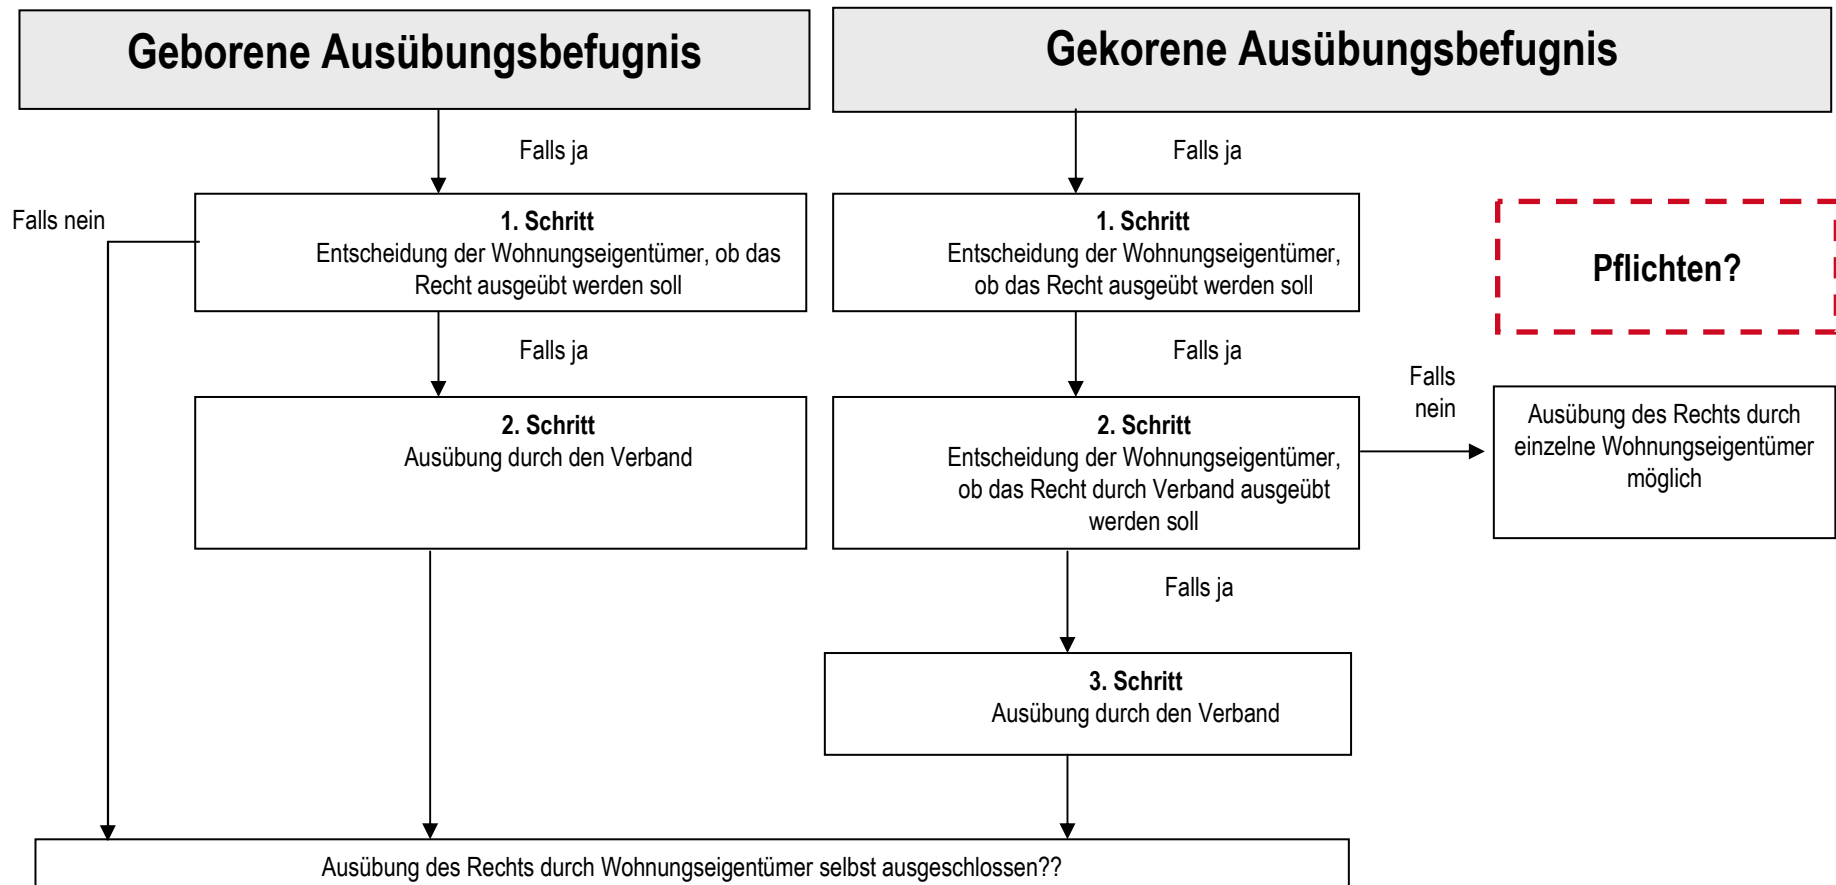 Geborene Ausübungsbefugnis
Gekorene Ausübungsbefugnis
Falls ja
Falls ja
Falls nein
1. Schritt
Entscheidung der Wohnungseigentümer, ob das
Recht ausgeübt werden soll
1. Schritt
Entscheidung der Wohnungseigentümer,
ob das Recht ausgeübt werden soll
Pflichten?
Falls ja
Falls ja
2. Schritt
Ausübung durch den Verband
2. Schritt
Entscheidung der Wohnungseigentümer,
ob das Recht durch Verband ausgeübt
werden soll
Falls
nein
Ausübung des Rechts durch
einzelne Wohnungseigentümer
möglich
Falls ja
3. Schritt
Ausübung durch den Verband
Ausübung des Rechts durch Wohnungseigentümer selbst ausgeschlossen??